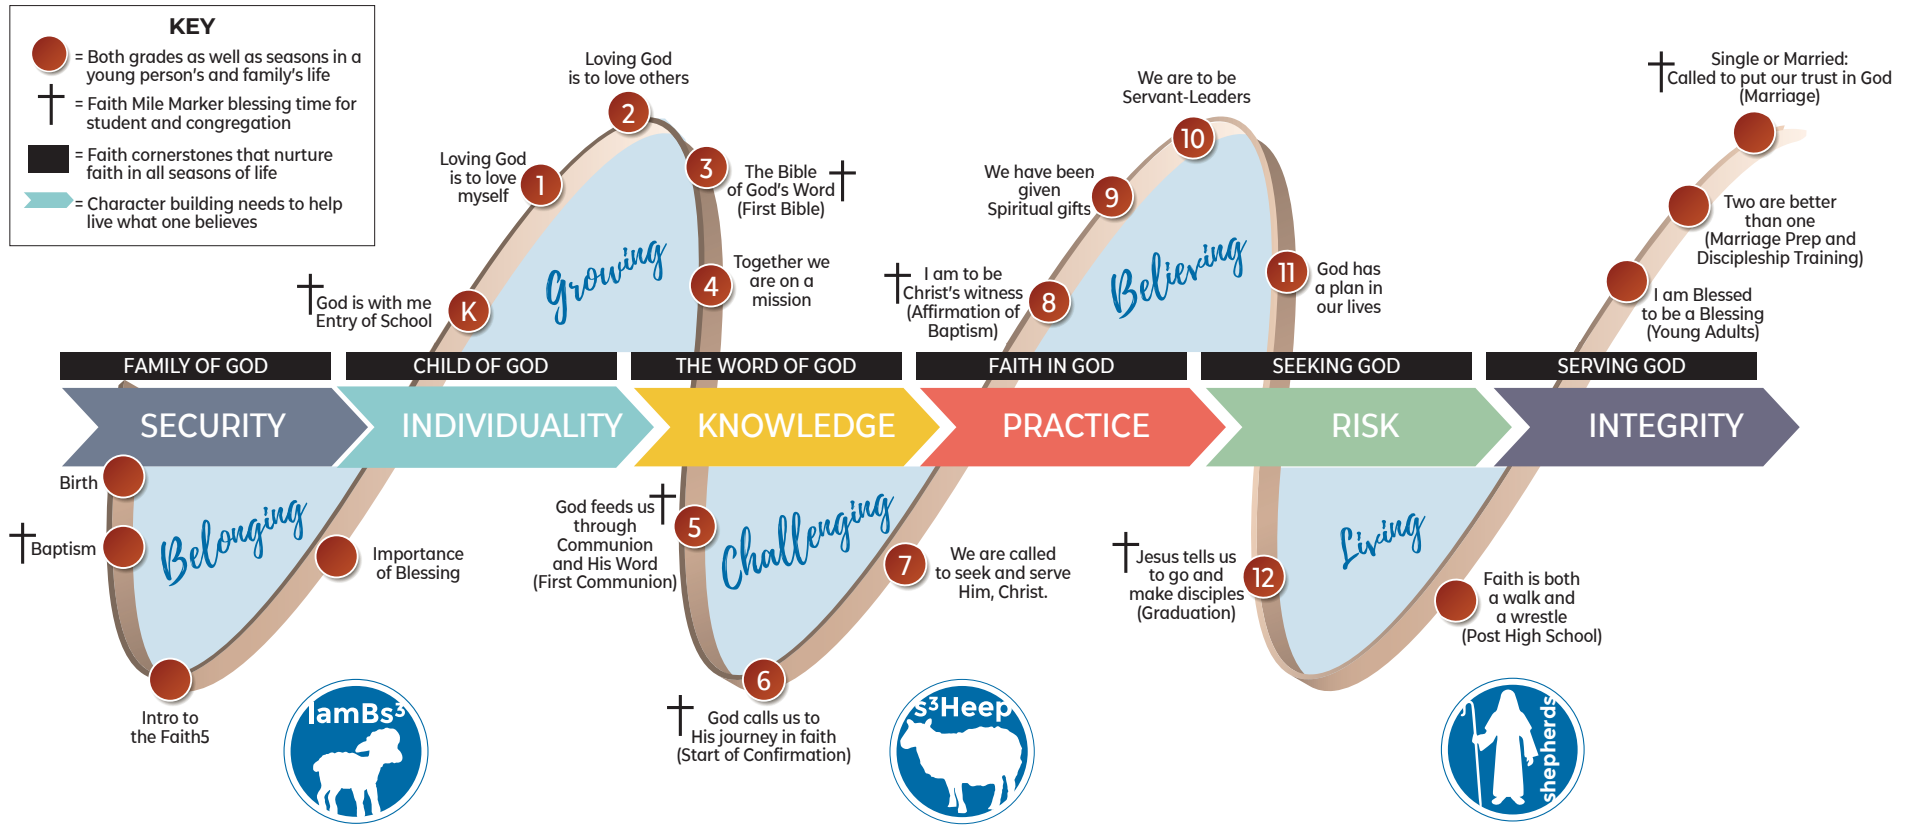 KEY
= Both grades as well as seasons in a
young person's and family's life
= Faith Mile Marker blessing time for
student and congregation
= Faith cornerstones that nurture
faith in all seasons of life
= Character building needs to help
live what one believes
Birth
Baptism
Intro to
the Faith5
Importance
of Blessing
Belonging
God is with me
Entry of School
K
Loving God
is to love
myself
1
Loving God
is to love others
2
3
The Bible
of God's Word
(First Bible)
4
Together we
are on a
mission
Growing
God feeds us
through
Communion
and His Word
(First Communion)
5
6
God calls us to
His journey in faith
(Start of Confirmation)
7
We are called
to seek and serve
Him, Christ.
Challenging
I am to be
Christ's witness
(Affirmation of
Baptism)
8
We have been
given
Spiritual gifts
9
We are to be
Servant-Leaders
10
11
God has
a plan in
our lives
Believing
Jesus tells us
to go and
make disciples
(Graduation)
12
Faith is both
a walk and
a wrestle
(Post High School)
Living
I am Blessed
to be a Blessing
(Young Adults)
Two are better
than one
(Marriage Prep and
Discipleship Training)
Single or Married:
Called to put our trust in God
(Marriage)
FAMILY OF GOD
CHILD OF GOD
THE WORD OF GOD
FAITH IN GOD
SEEKING GOD
SERVING GOD
SECURITY
INDIVIDUALITY
KNOWLEDGE
PRACTICE
RISK
INTEGRITY
lamBs³
s³Heep
shepherds